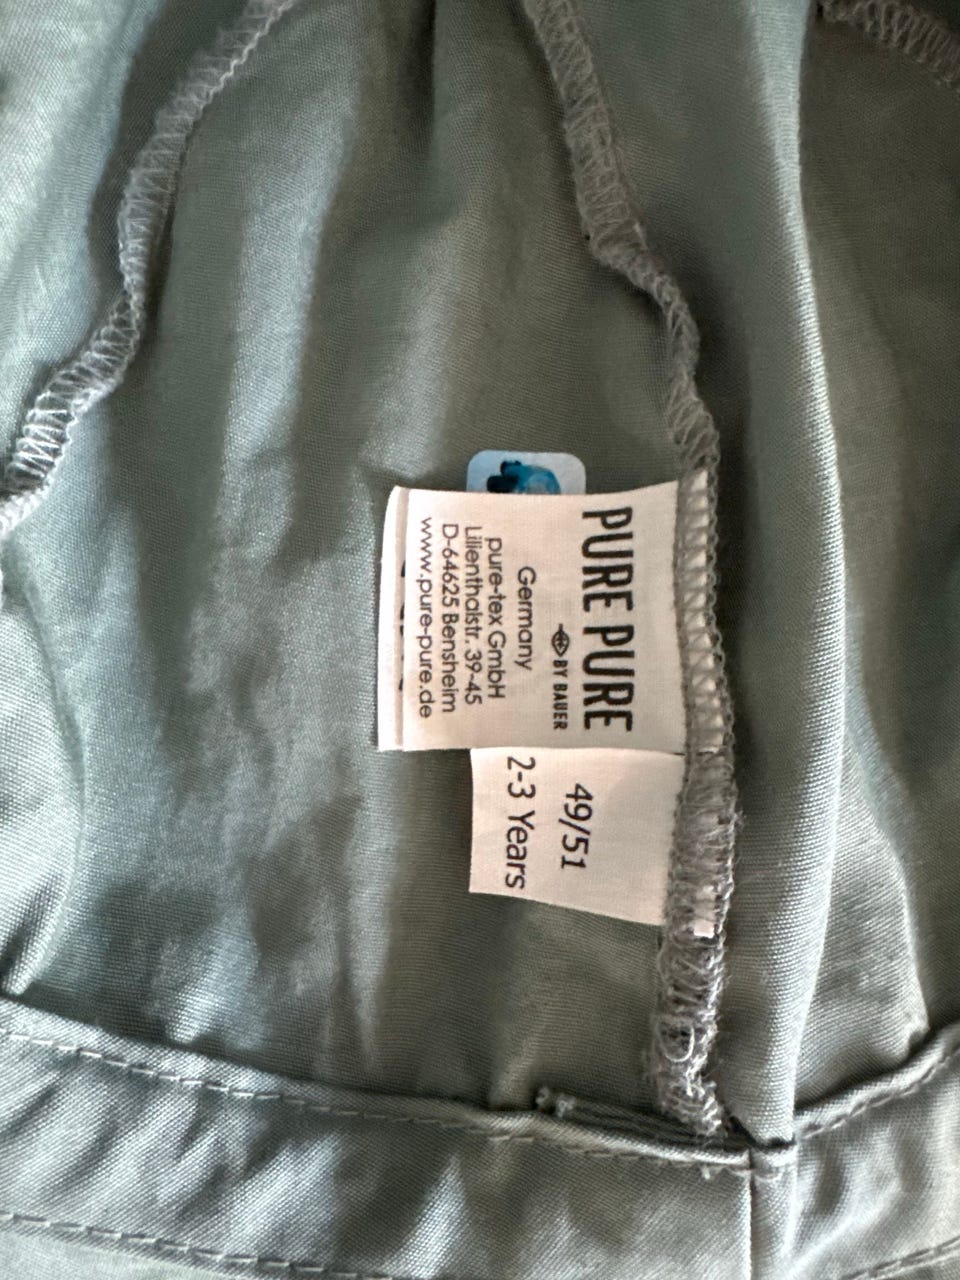 PURE PURE
BY BAUER
Germany
pure-tex GmbH
Lilienthalstr. 39-45
D-64625 Bensheim
www.pure-pure.de
49/51
2-3 Years